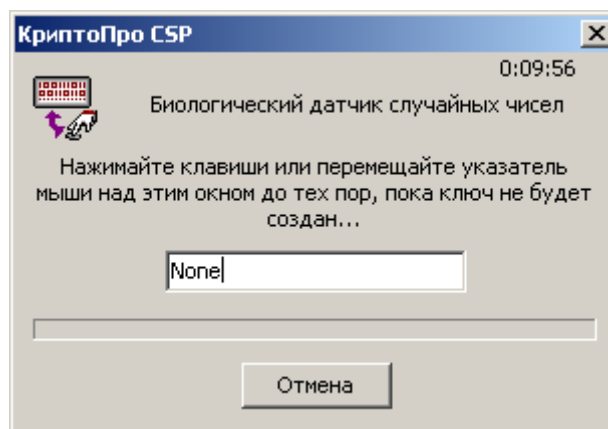 КриптоПро CSP
0:09:56
Биологический датчик случайных чисел
Нажимайте клавиши или перемещайте указатель
мыши над этим окном до тех пор, пока ключ не будет
создан...
None
Отмена